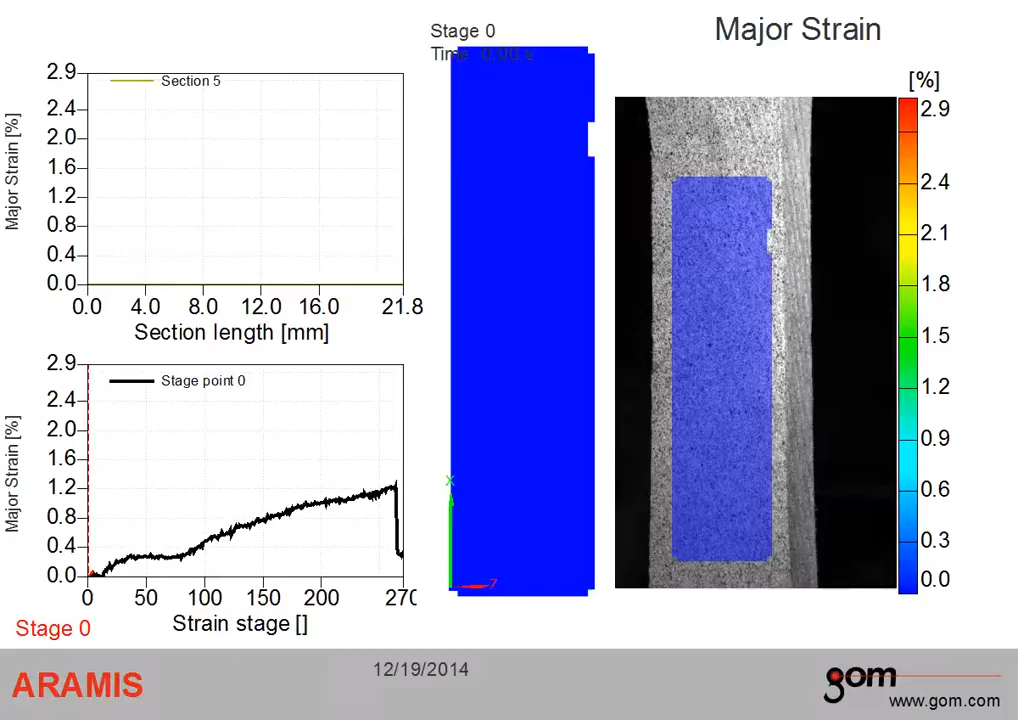 Major Strain
Stage 0
Time 0.00 s
[%]
2.9
2.4
2.1
1.8
1.5
1.2
0.9
0.6
0.3
0.0
Major Strain [%]
2.9
2.4
2.0
1.6
1.2
0.8
0.4
0.0
Section 5
0.0 4.0 8.0 12.0 16.0 21.8
Section length [mm]
Major Strain [%]
2.9
2.4
2.0
1.6
1.2
0.8
0.4
0.0
Stage point 0
0 50 100 150 200 270
Strain stage []
X
Stage 0
ARAMIS
12/19/2014
gom
www.gom.com